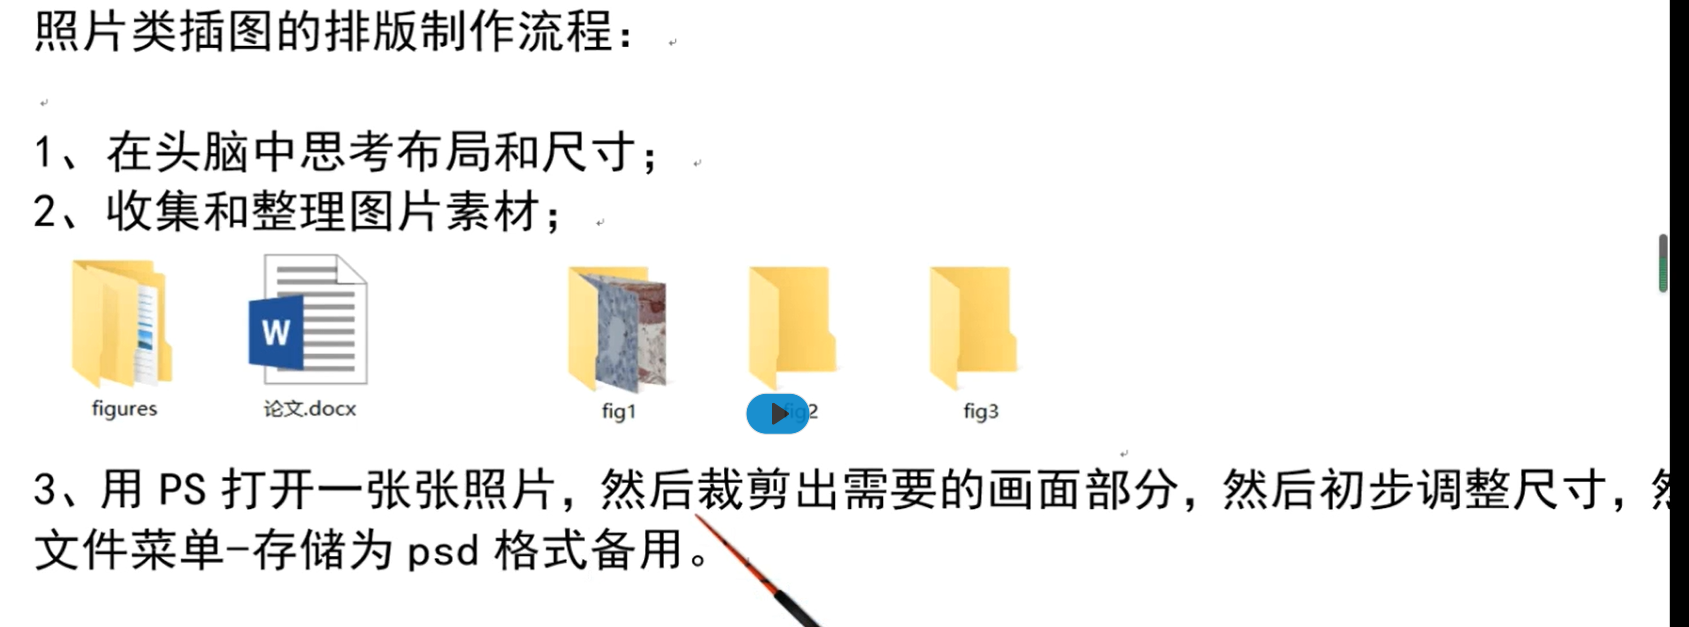 照片类插图的排版制作流程：
1、在头脑中思考布局和尺寸；
2、收集和整理图片素材；
W
figures 论文.docx fig1 fig2 fig3
3、用 PS 打开一张张照片，然后裁剪出需要的画面部分，然后初步调整尺寸，
文件菜单-存储为 psd 格式备用。